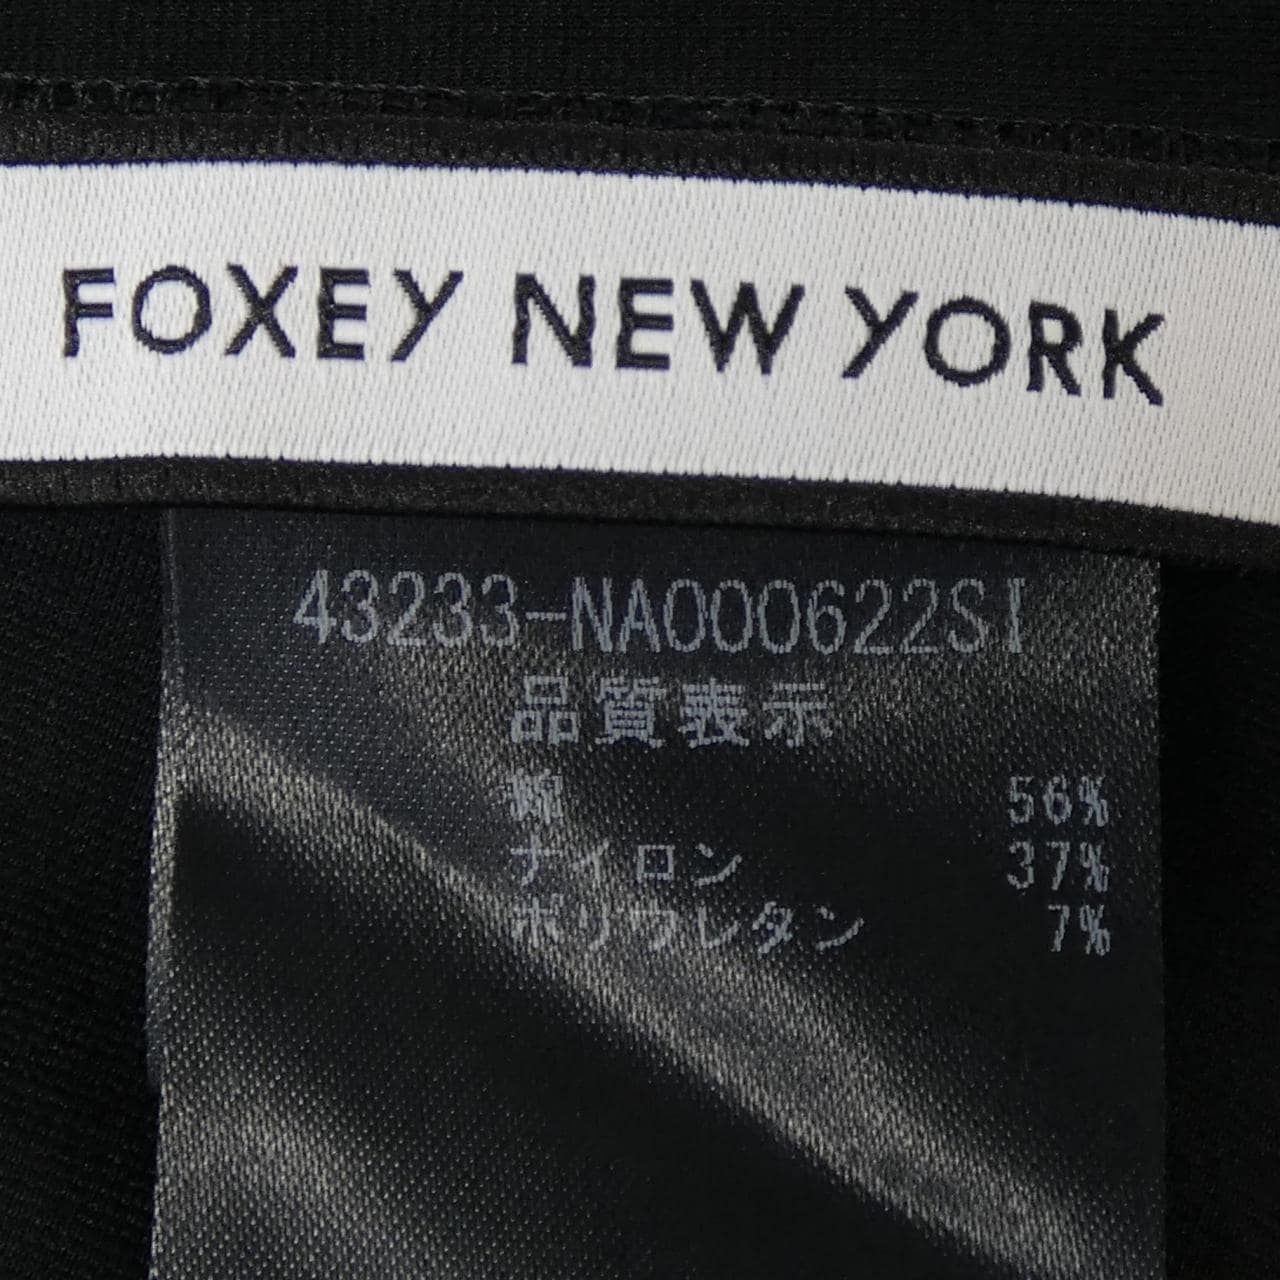 FOXEY NEW YORK
43233-NA000622SI
品質表示
綿 56%
ナイロン 37%
ポリウレタン 7%